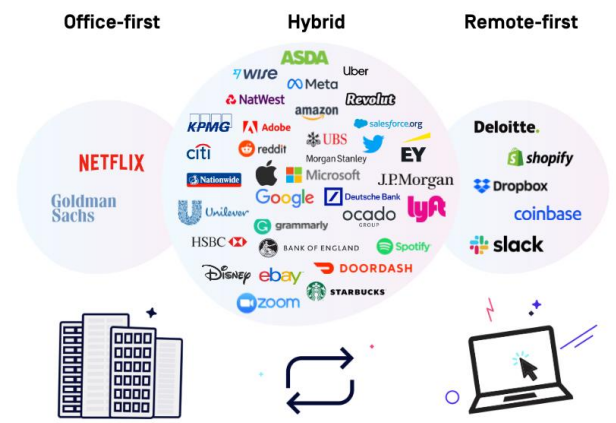 Office-first
Hybrid
Remote-first
NETFLIX
Goldman
Sachs
ASDA
wise
Uber
Meta
NatWest
amazon
Revolut
KPMG
Adobe
salesforce.org
UBS
citi
reddit
Morgan Stanley
EY
Nationwide
Microsoft
J.P.Morgan
Google
Deutsche Bank
Unilever
ocado
GROUP
lyft
grammarly
HSBC
BANK OF ENGLAND
Spotify
Disney
ebay
DOORDASH
STARBUCKS
zoom
Deloitte.
shopify
Dropbox
coinbase
slack